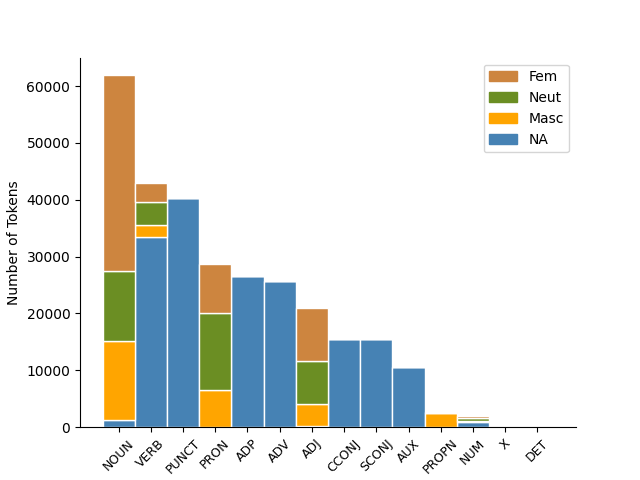 Fem
Neut
Masc
NA
Number of Tokens
60000
50000
40000
30000
20000
10000
0
NOUN
VERB
PUNCT
PRON
ADP
ADV
ADJ
CCONJ
SCONJ
AUX
PROPN
NUM
X
DET